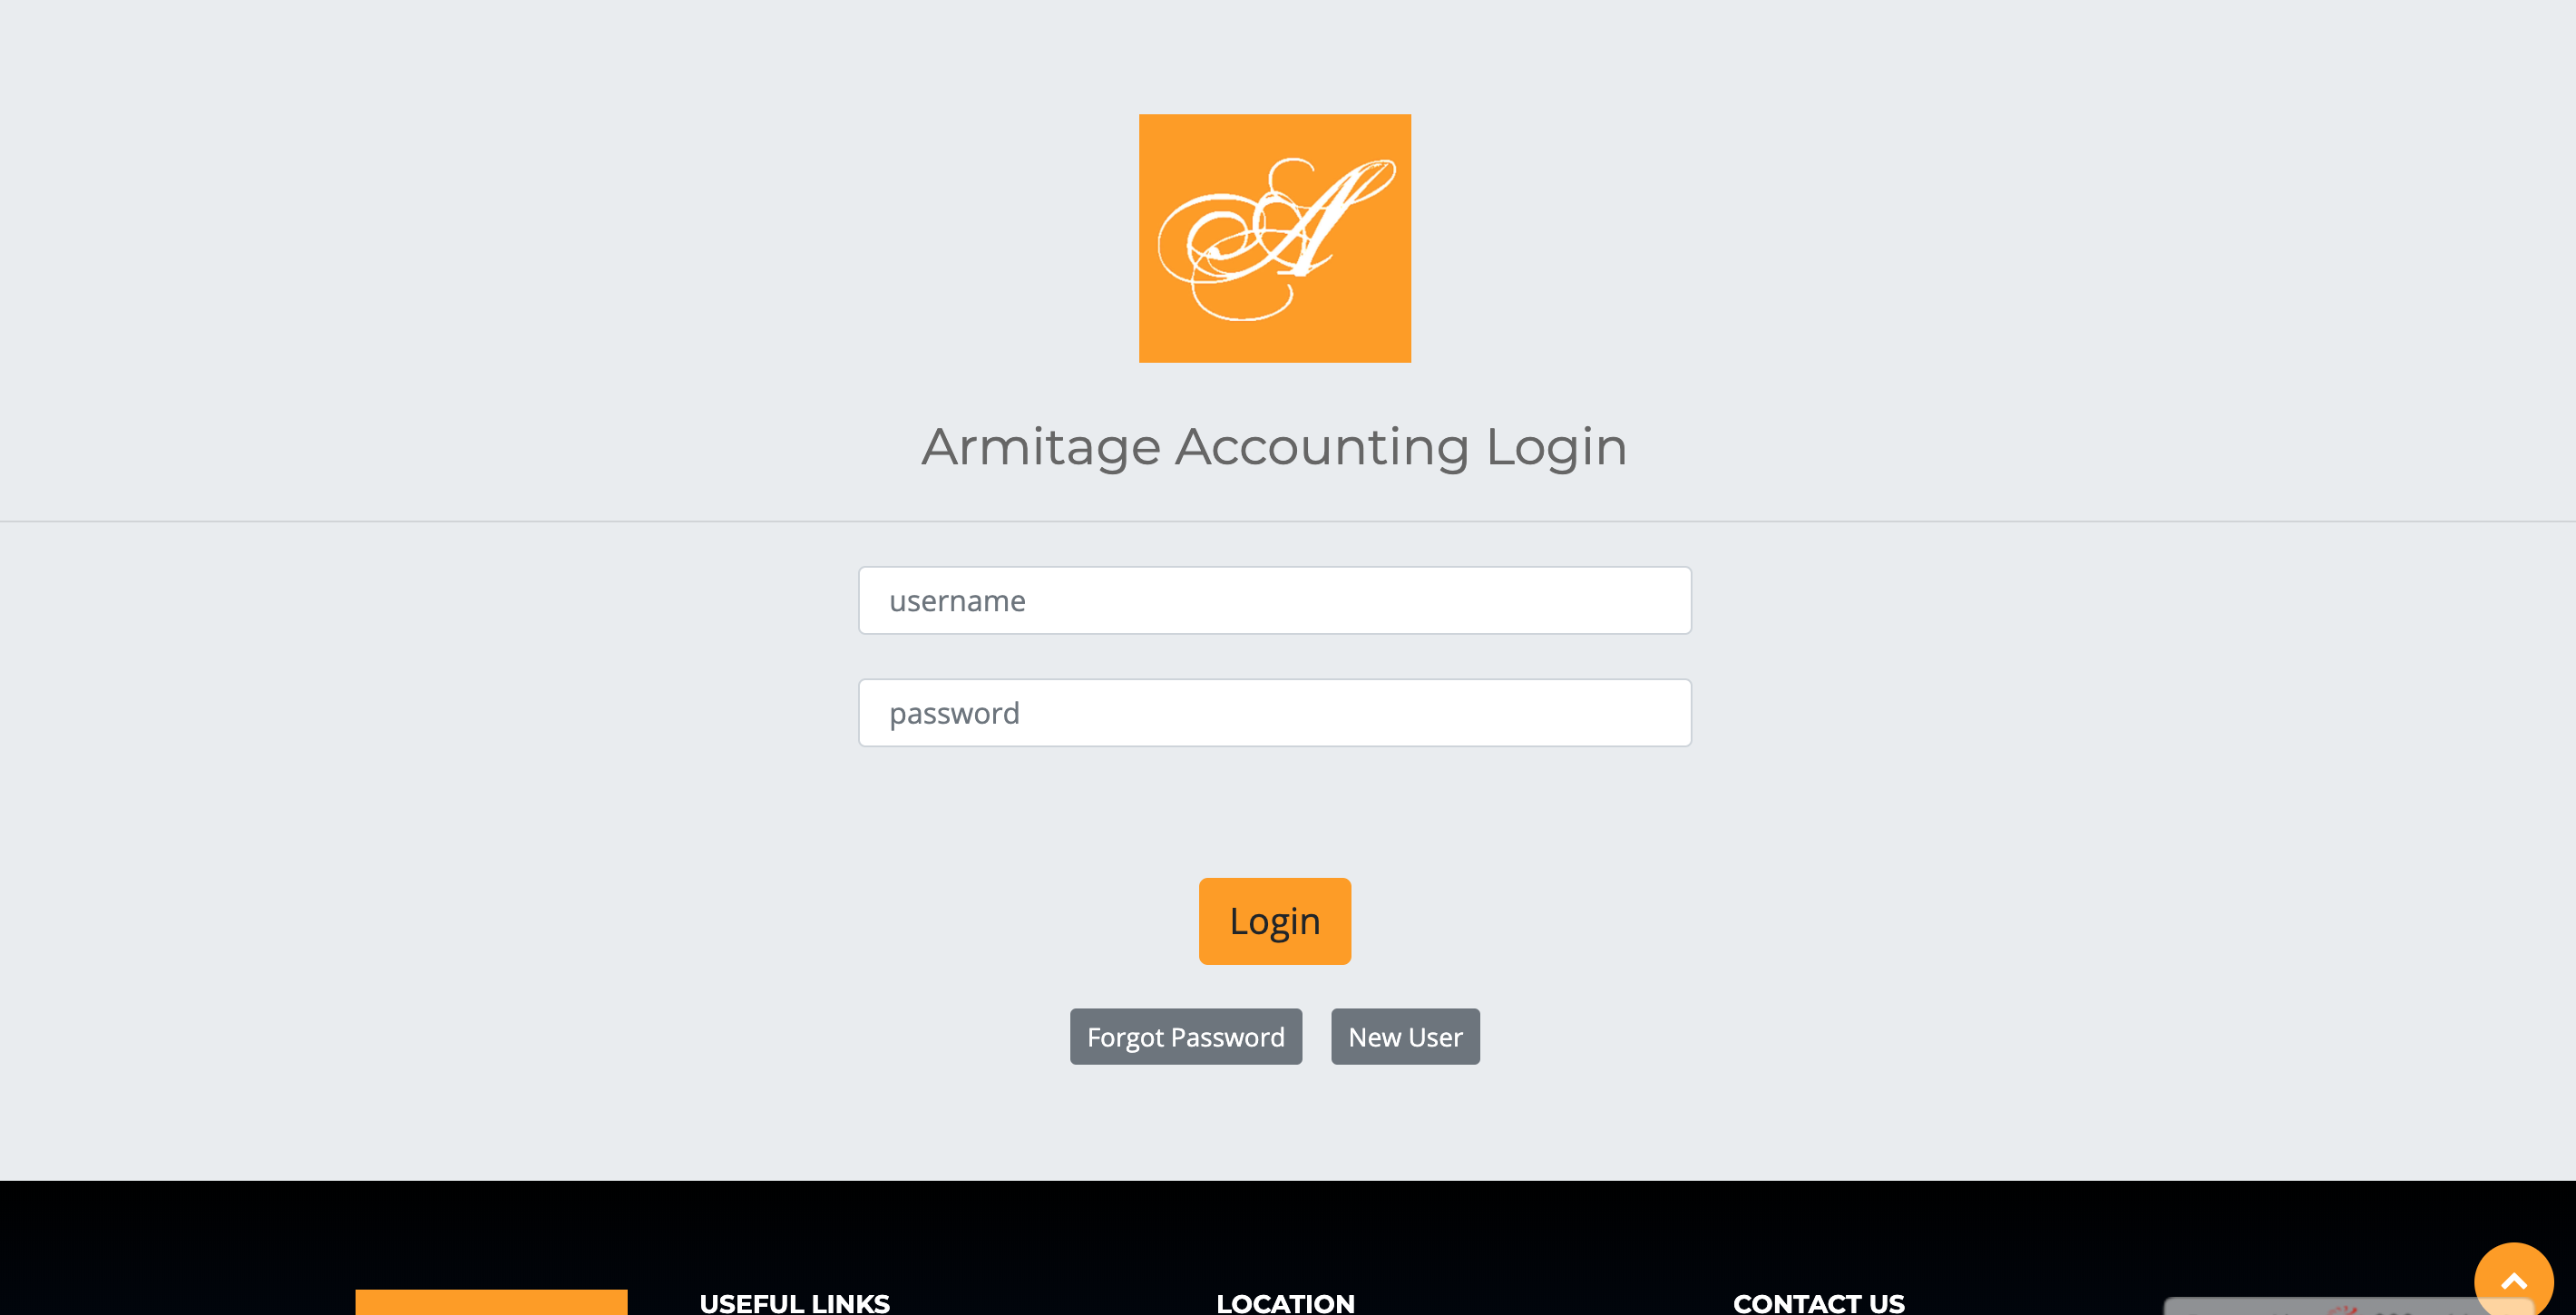 A
Armitage Accounting Login
username
password
Login
Forgot Password
New User
USEFUL LINKS
LOCATION
CONTACT US